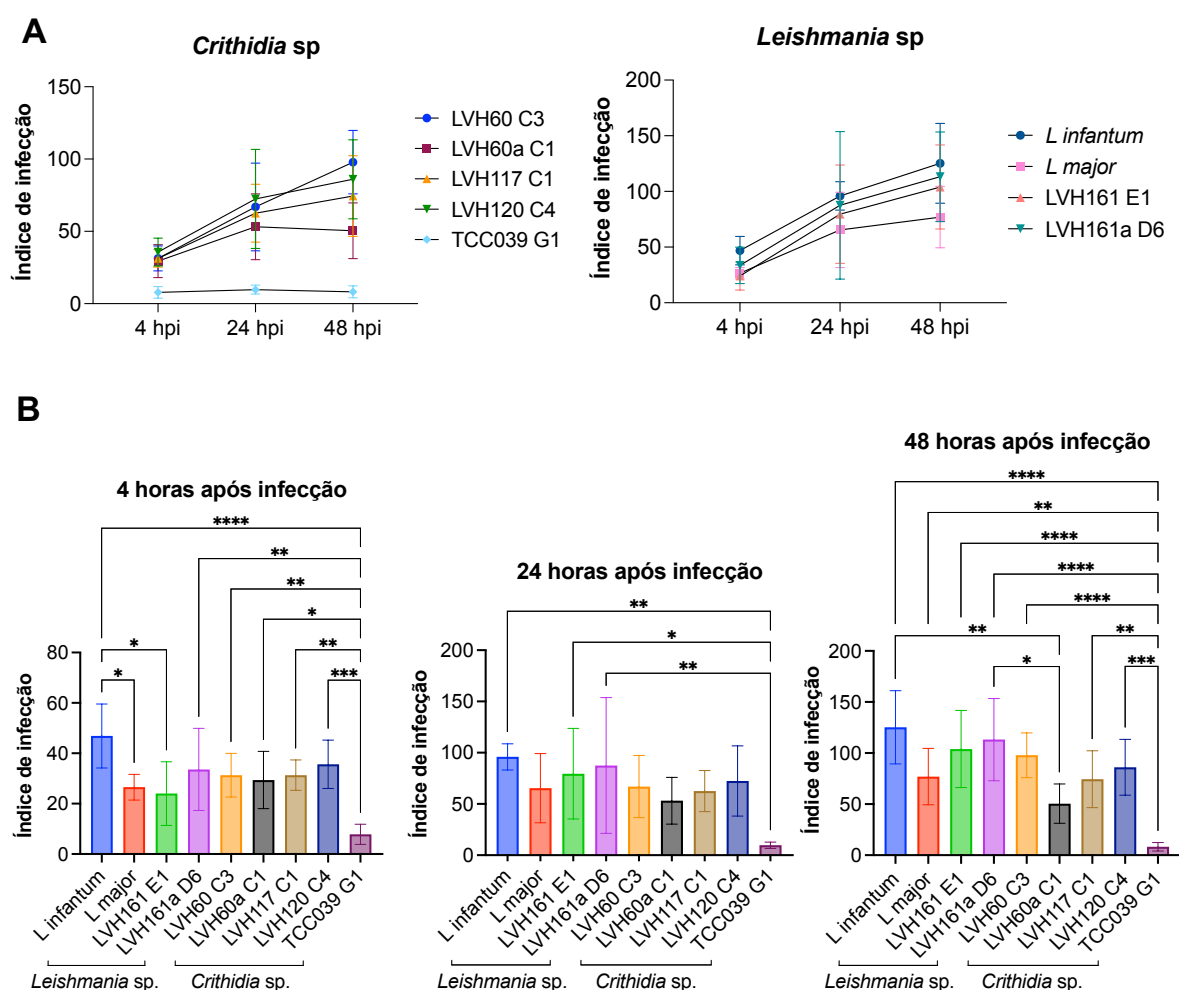 A
Crithidia sp
Índice de infecção
150
100
50
0
4 hpi 24 hpi 48 hpi
LVH60 C3
LVH60a C1
LVH117 C1
LVH120 C4
TCC039 G1
Leishmania sp
Índice de infecção
200
150
100
50
0
4 hpi 24 hpi 48 hpi
L infantum
L major
LVH161 E1
LVH161a D6
B
4 horas após infecção
****
**
**
*
* **
* ***
Índice de infecção
80
60
40
20
0
L infantum
L major
LVH161 E1
LVH161a D6
LVH60 C3
LVH60a C1
LVH117 C1
LVH120 C4
TCC039 G1
Leishmania sp. Crithidia sp.
24 horas após infecção
**
*
**
Índice de infecção
200
150
100
50
0
L infantum
L major
LVH161 E1
LVH161a D6
LVH60 C3
LVH60a C1
LVH117 C1
LVH120 C4
TCC039 G1
Leishmania sp. Crithidia sp.
48 horas após infecção
****
**
****
****
****
** **
* ***
Índice de infecção
200
150
100
50
0
L infantum
L major
LVH161 E1
LVH161a D6
LVH60 C3
LVH60a C1
LVH117 C1
LVH120 C4
TCC039 G1
Leishmania sp. Crithidia sp.